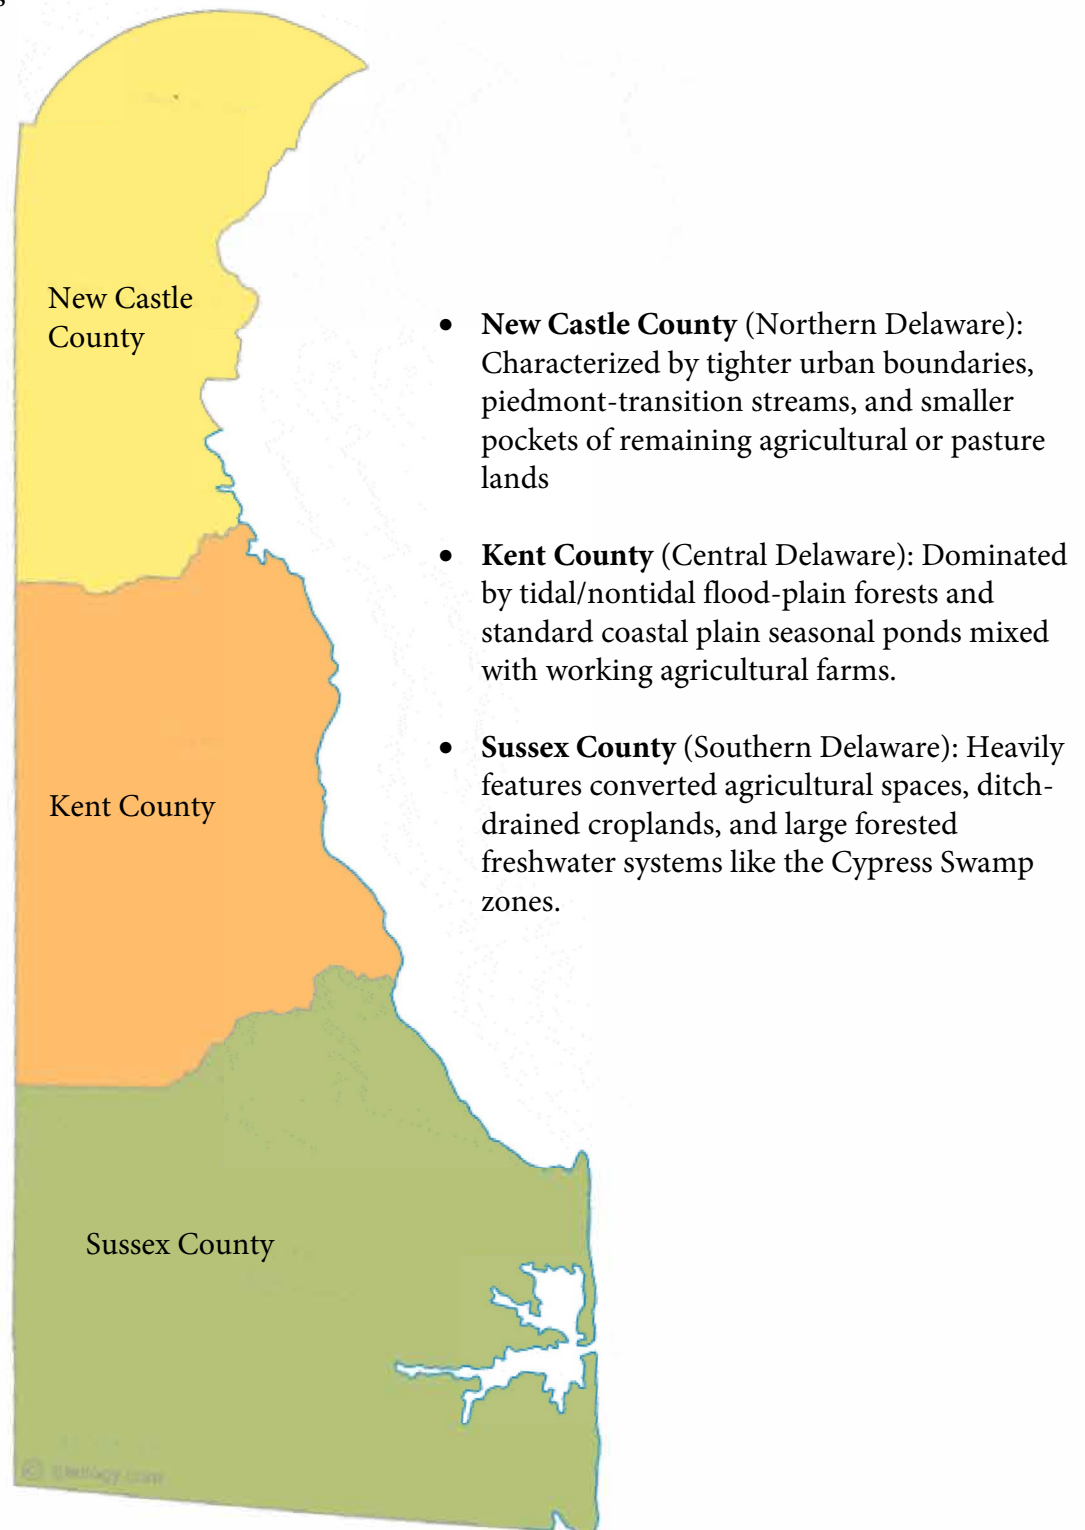 New Castle
County
• New Castle County (Northern Delaware):
Characterized by tighter urban boundaries,
piedmont-transition streams, and smaller
pockets of remaining agricultural or pasture
lands
• Kent County (Central Delaware): Dominated
by tidal/nontidal flood-plain forests and
standard coastal plain seasonal ponds mixed
with working agricultural farms.
Kent County
• Sussex County (Southern Delaware): Heavily
features converted agricultural spaces, ditch-
drained croplands, and large forested
freshwater systems like the Cypress Swamp
zones.
Sussex County
© geology.com